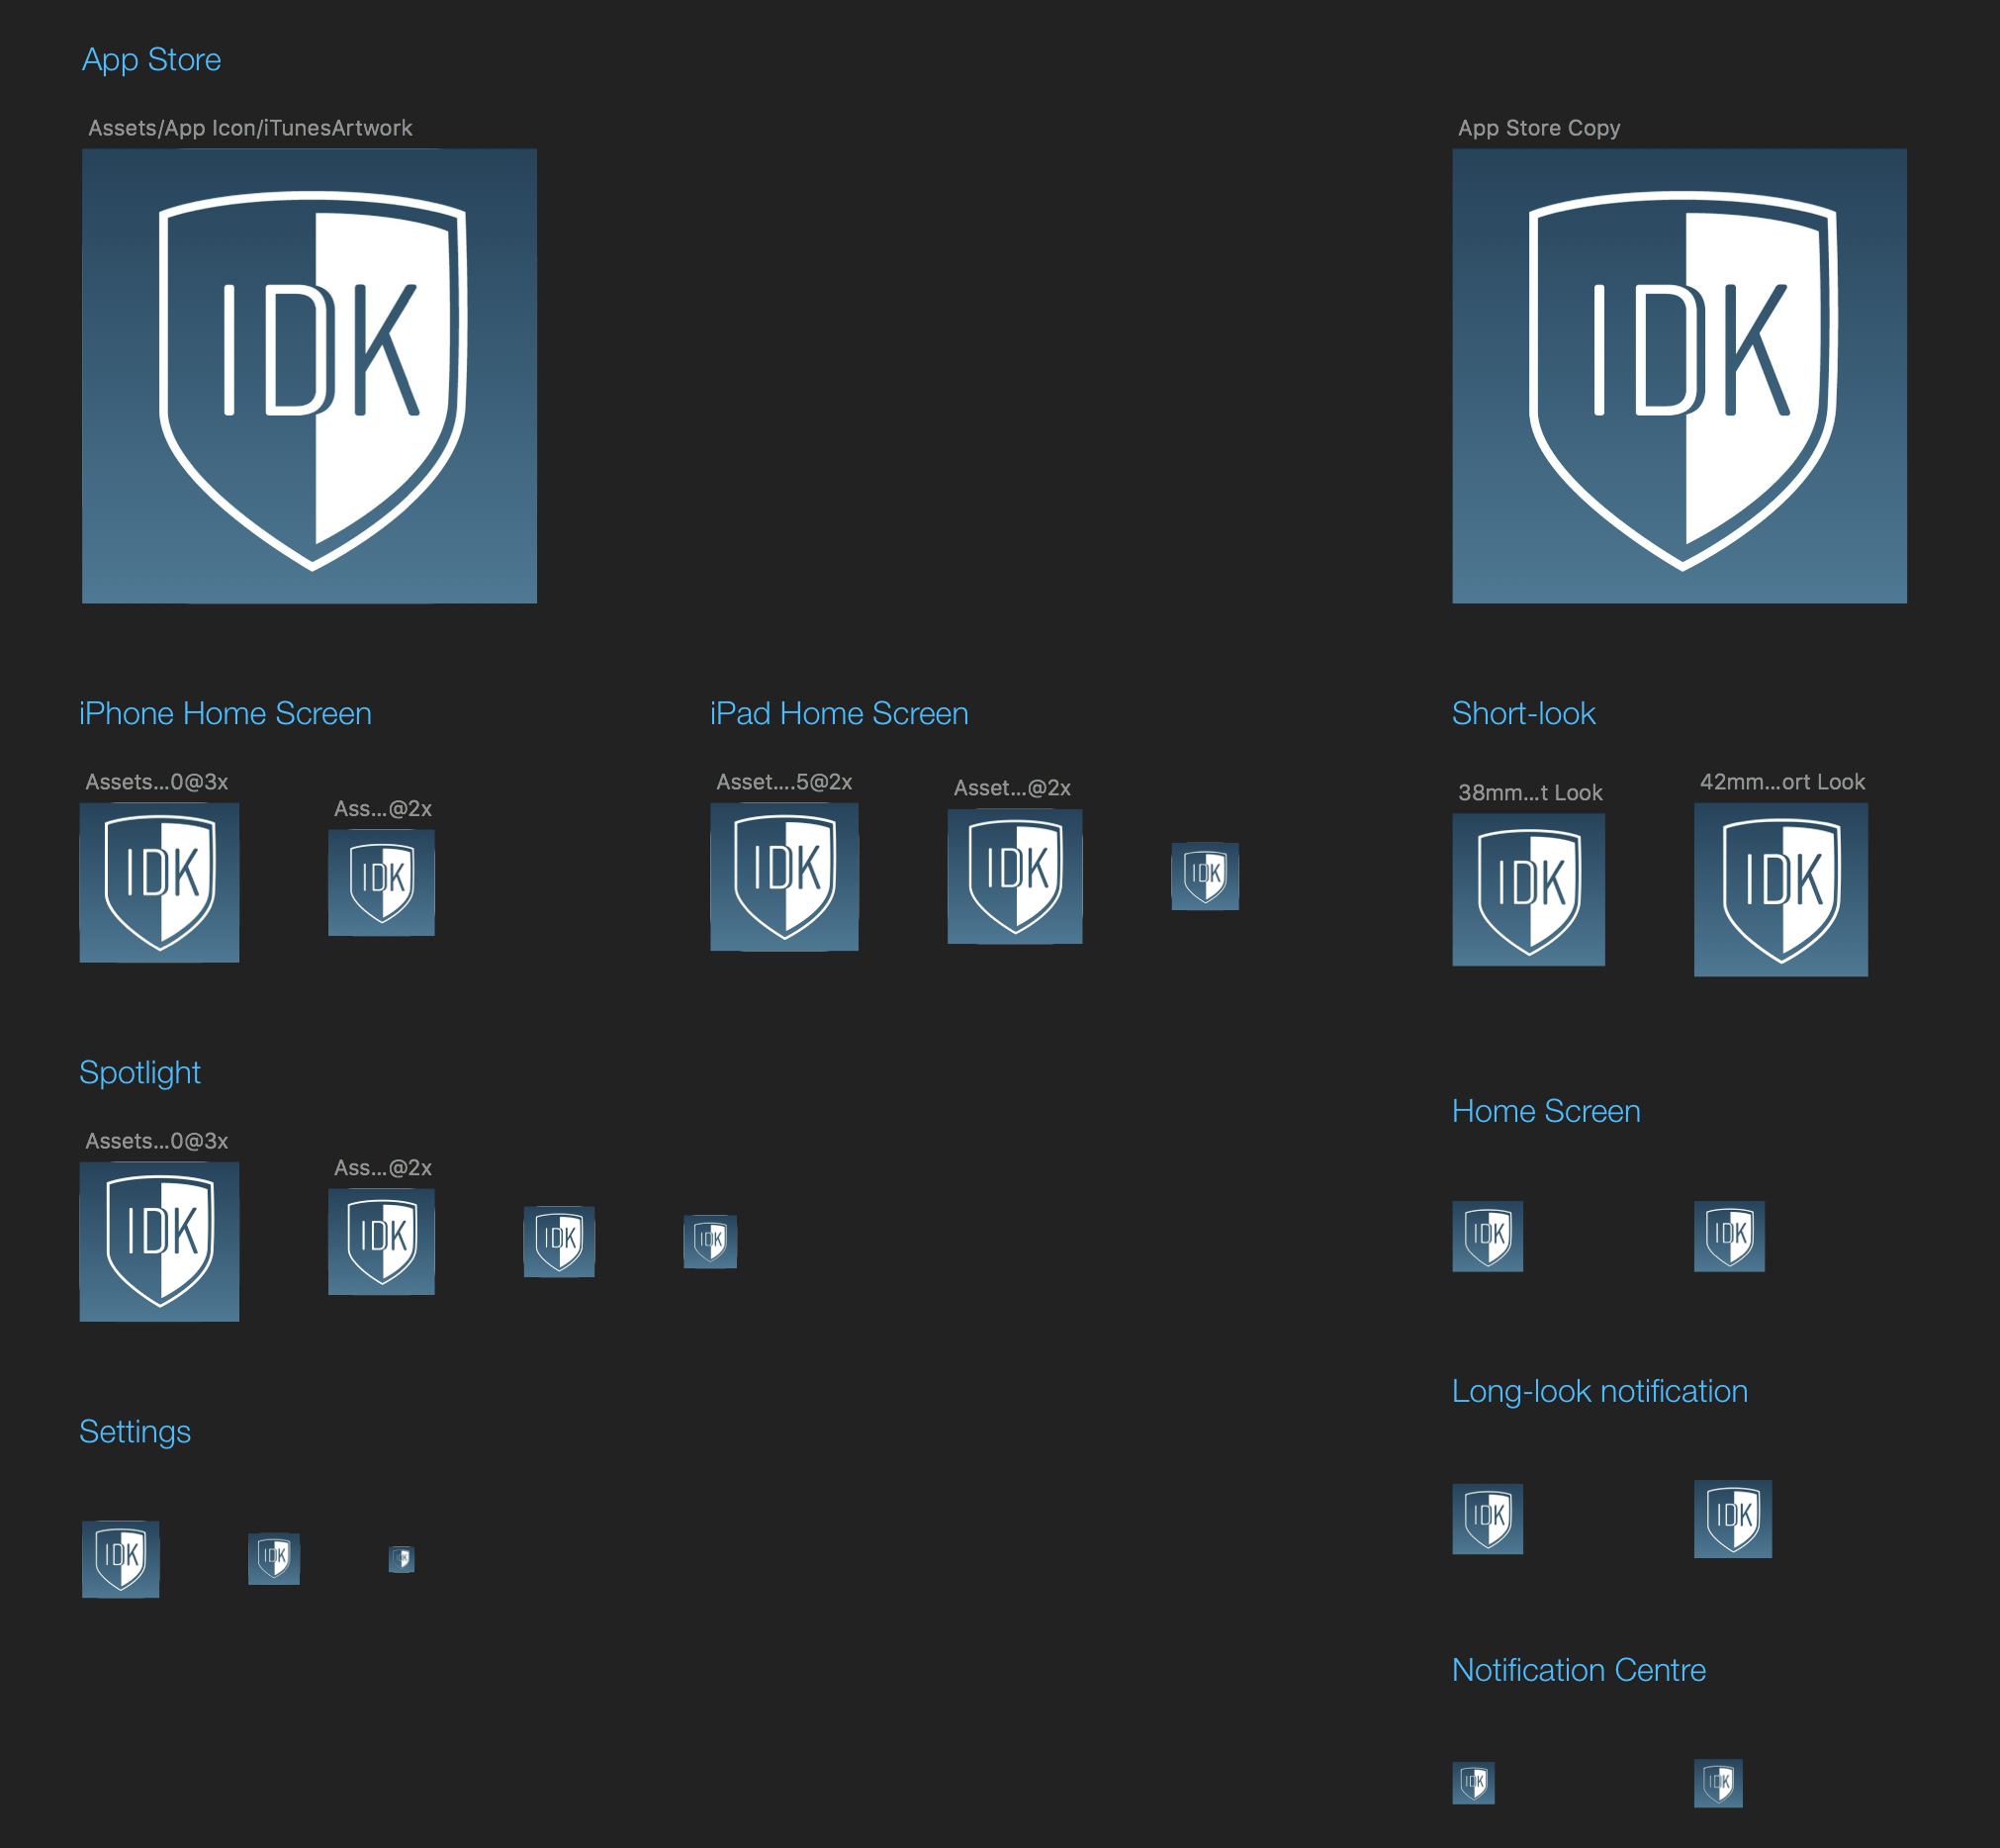 App Store
Assets/App Icon/iTunesArtwork
App Store Copy
IDK
IDK
iPhone Home Screen
iPad Home Screen
Short-look
Assets...0@3x
Ass...@2x
Asset....5@2x
Asset...@2x
38mm...t Look
42mm...ort Look
IDK
IDK
IDK
IDK
IDK
IDK
IDK
Spotlight
Home Screen
Assets...0@3x
Ass...@2x
IDK
IDK
IDK
IDK
IDK
IDK
Long-look notification
Settings
IDK
IDK
IDK
IDK
Notification Centre
IDK
IDK